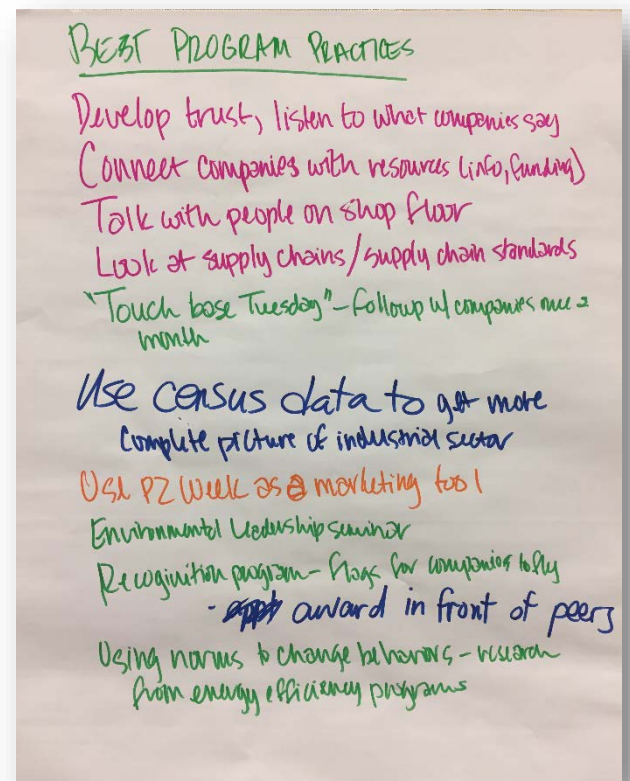 BEST PROGRAM PRACTICES
Develop trust, listen to what companies say
Connect companies with resources (info, funding)
Talk with people on shop floor
Look at supply chains/supply chain standards
"Touch base Tuesday" - followup w/ companies once a
month
Use census data to get more
complete picture of industrial sector
Use P2 Week as a marketing tool
Environmental Leadership seminar
Recoginition program - flags for companies to fly
- award in front of peers
Using norms to change behaviors - research
from energy efficiency programs